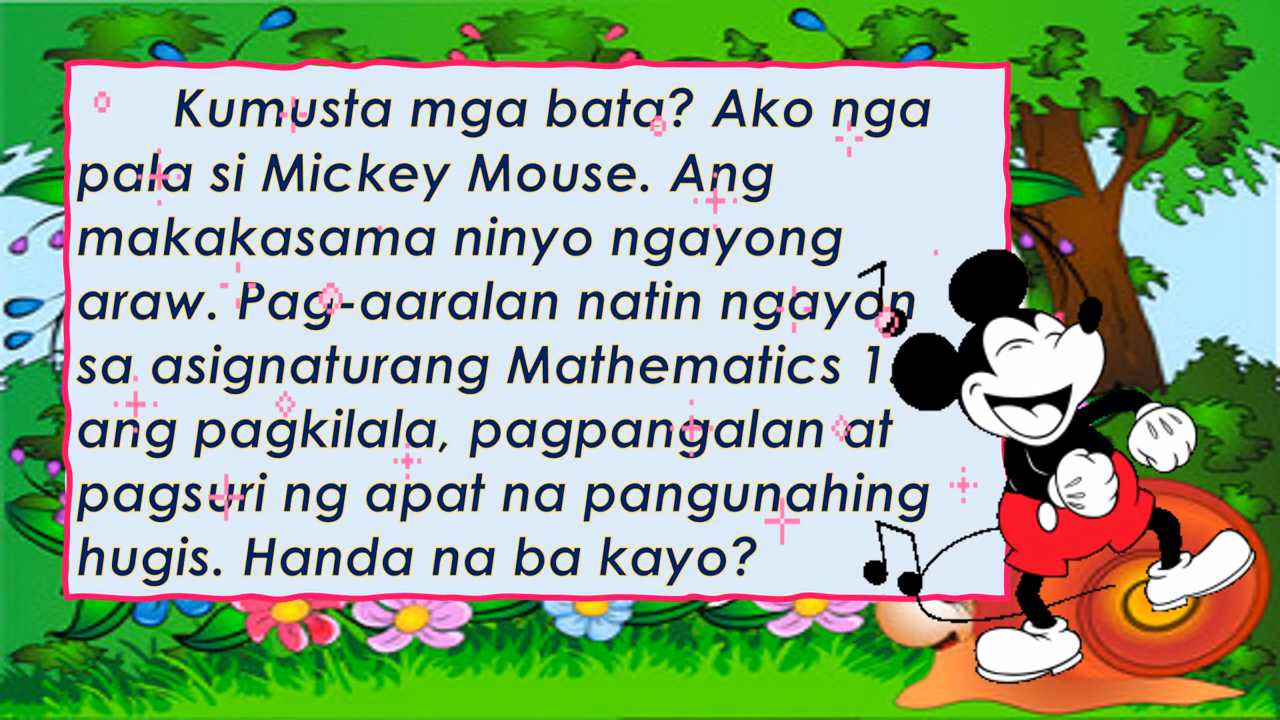 Kumusta mga bata? Ako nga
pala si Mickey Mouse. Ang
makakasama ninyo ngayong
araw. Pag-aaralan natin ngayon
sa asignaturang Mathematics 1.
ang pagkilala, pagpangalan at
pagsuri ng apat na pangunahing
hugis. Handa na ba kayo?